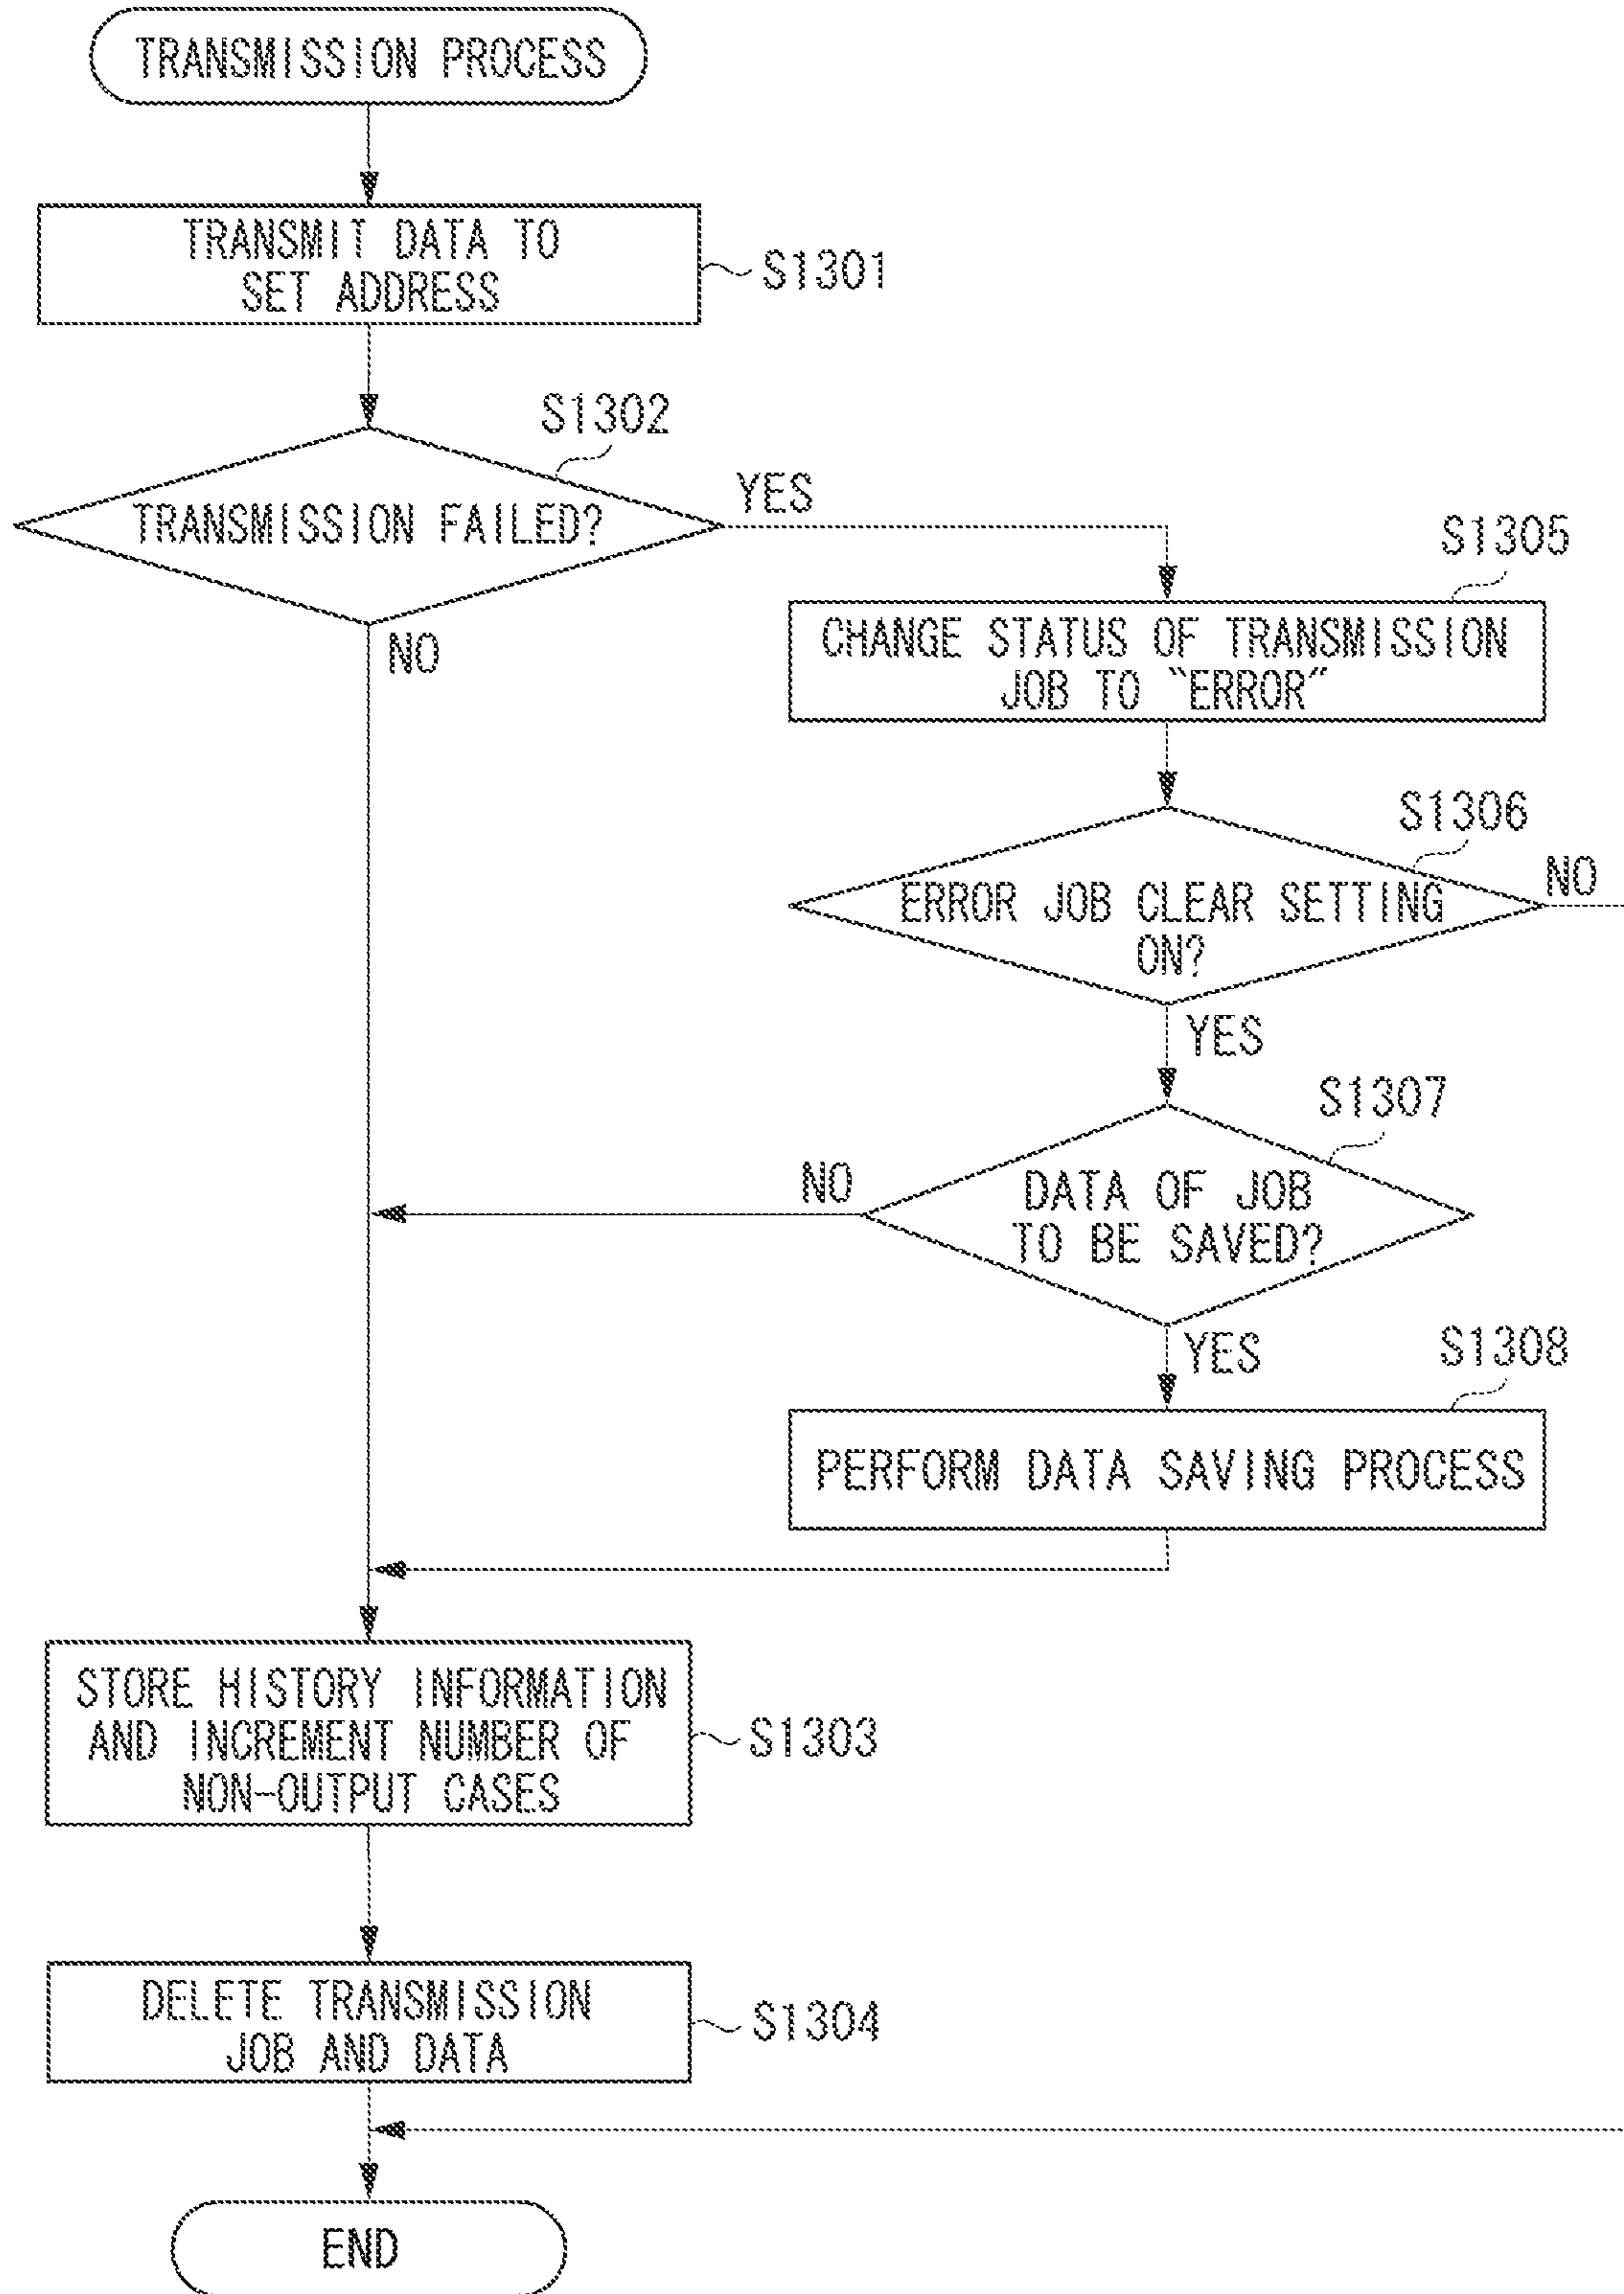 TRANSMISSION PROCESS
TRANSMIT DATA TO
SET ADDRESS
S1301
S1302
TRANSMISSION FAILED?
YES
NO
S1305
CHANGE STATUS OF TRANSMISSION
JOB TO “ERROR”
S1306
ERROR JOB CLEAR SETTING
ON?
NO
YES
S1307
DATA OF JOB
TO BE SAVED?
NO
YES
S1308
PERFORM DATA SAVING PROCESS
STORE HISTORY INFORMATION
AND INCREMENT NUMBER OF
NON-OUTPUT CASES
S1303
DELETE TRANSMISSION
JOB AND DATA
S1304
END